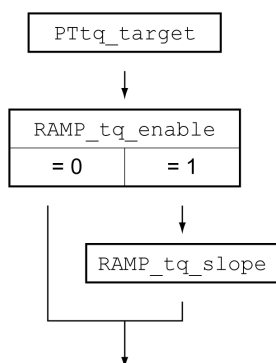 PTtq_target
RAMP_tq_enable
= 0 = 1
RAMP_tq_slope